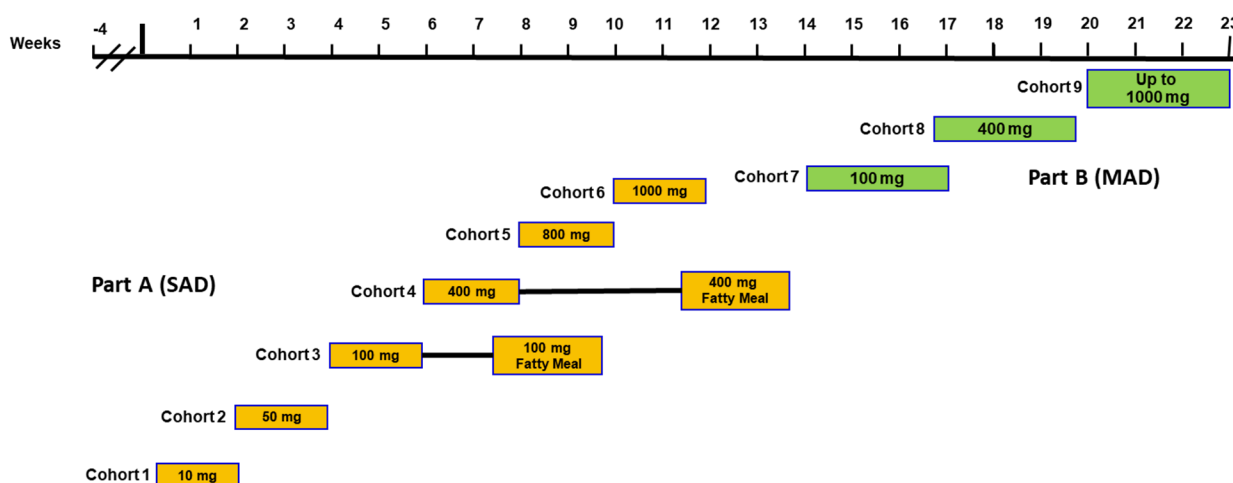 Weeks
-4 1 2 3 4 5 6 7 8 9 10 11 12 13 14 15 16 17 18 19 20 21 22 23
Cohort 9
Up to
1000 mg
Cohort 8
400 mg
Cohort 7
100 mg
Part B (MAD)
Cohort 6
1000 mg
Cohort 5
800 mg
Part A (SAD)
Cohort 4
400 mg
400 mg
Fatty Meal
Cohort 3
100 mg
100 mg
Fatty Meal
Cohort 2
50 mg
Cohort 1
10 mg